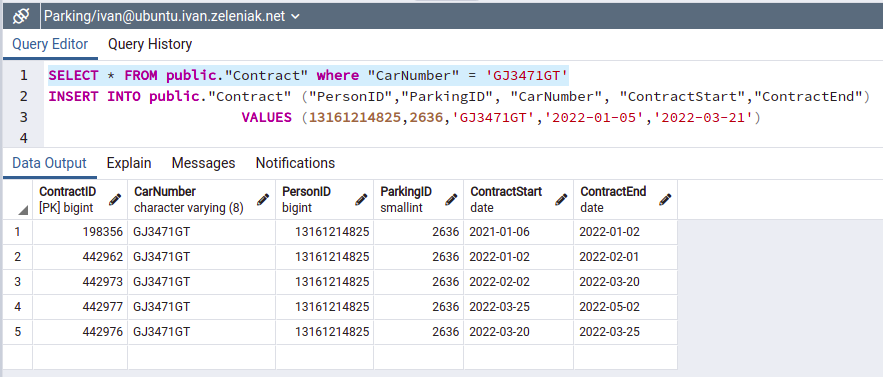 Parking/ivan@ubuntu.ivan.zeleniak.net
Query Editor Query History
1 SELECT * FROM public."Contract" where "CarNumber" = 'GJ3471GT'
2 INSERT INTO public."Contract" ("PersonID","ParkingID", "CarNumber", "ContractStart","ContractEnd")
3 VALUES (13161214825,2636,'GJ3471GT','2022-01-05','2022-03-21')
4
Data Output Explain Messages Notifications
ContractID CarNumber PersonID ParkingID ContractStart ContractEnd
[PK] bigint character varying (8) bigint smallint date date
1 198356 GJ3471GT 13161214825 2636 2021-01-06 2022-01-02
2 442962 GJ3471GT 13161214825 2636 2022-01-02 2022-02-01
3 442973 GJ3471GT 13161214825 2636 2022-02-02 2022-03-20
4 442977 GJ3471GT 13161214825 2636 2022-03-25 2022-05-02
5 442976 GJ3471GT 13161214825 2636 2022-03-20 2022-03-25